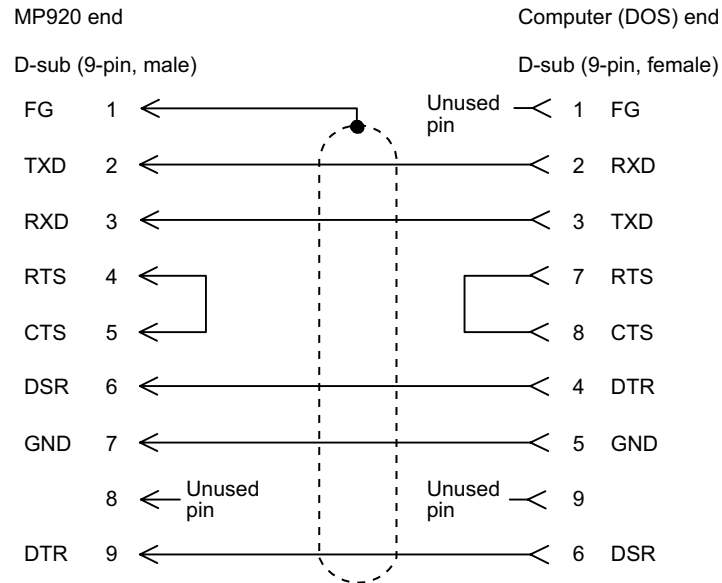 MP920 end Computer (DOS) end
D-sub (9-pin, male) D-sub (9-pin, female)
FG 1 Unused pin 1 FG
TXD 2 2 RXD
RXD 3 3 TXD
RTS 4 7 RTS
CTS 5 8 CTS
DSR 6 4 DTR
GND 7 5 GND
8 Unused pin Unused pin 9
DTR 9 6 DSR